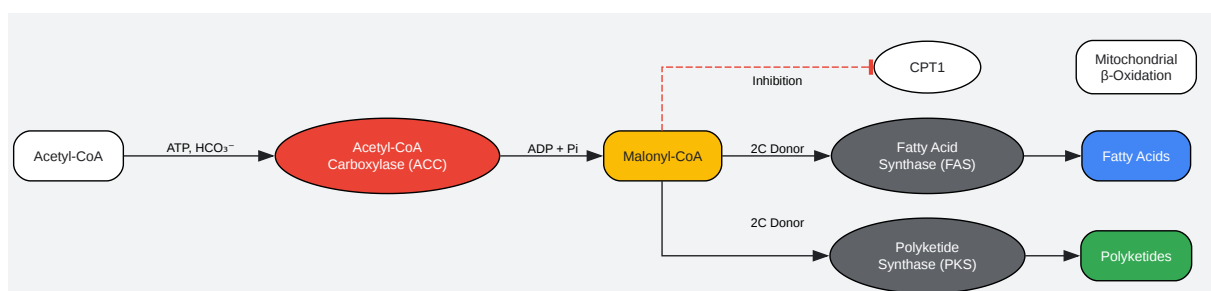 Acetyl-CoA
ATP, HCO₃⁻
Acetyl-CoA
Carboxylase (ACC)
ADP + Pi
Malonyl-CoA
Inhibition
CPT1
Mitochondrial
β-Oxidation
2C Donor
Fatty Acid
Synthase (FAS)
Fatty Acids
2C Donor
Polyketide
Synthase (PKS)
Polyketides